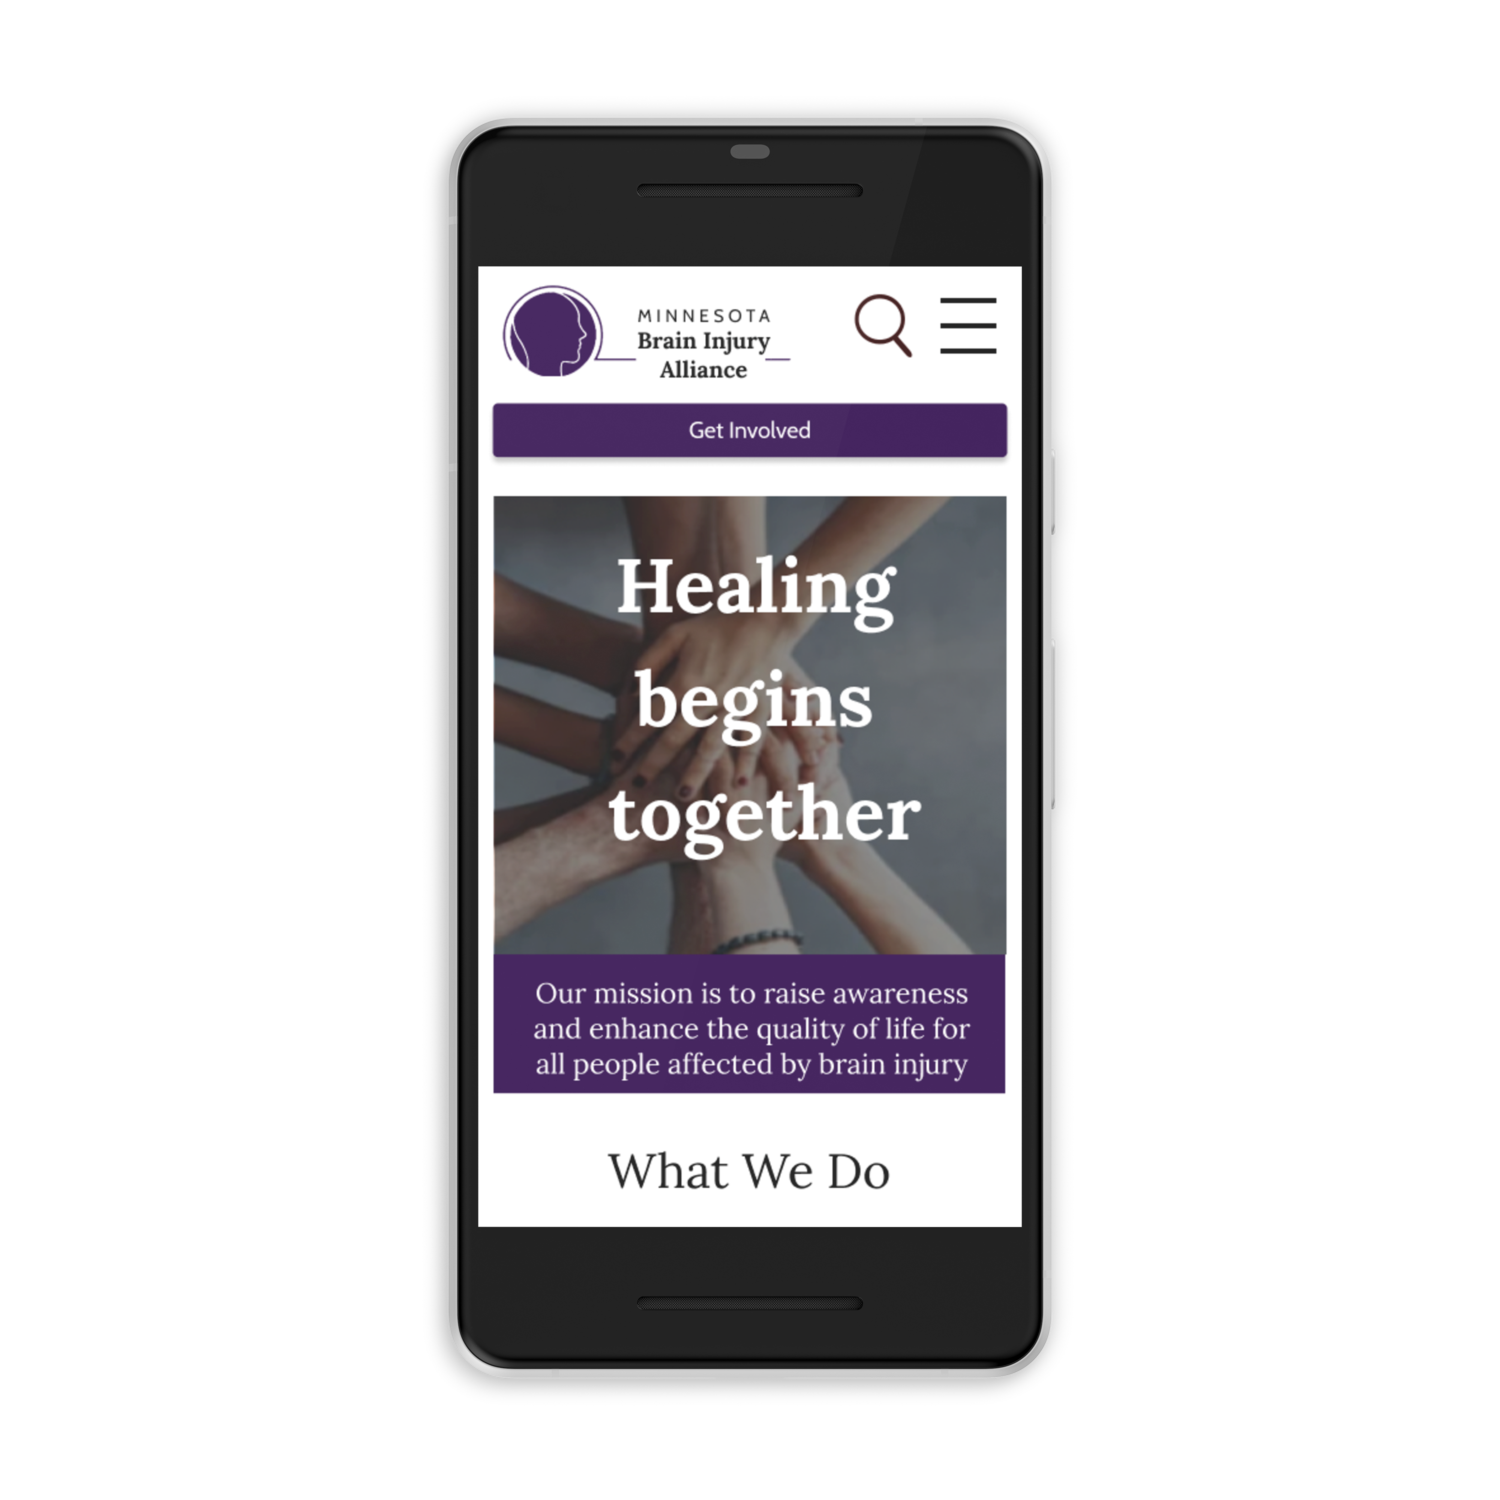 MINNESOTA
Brain Injury
Alliance
Get Involved
Healing
begins
together
Our mission is to raise awareness
and enhance the quality of life for
all people affected by brain injury
What We Do